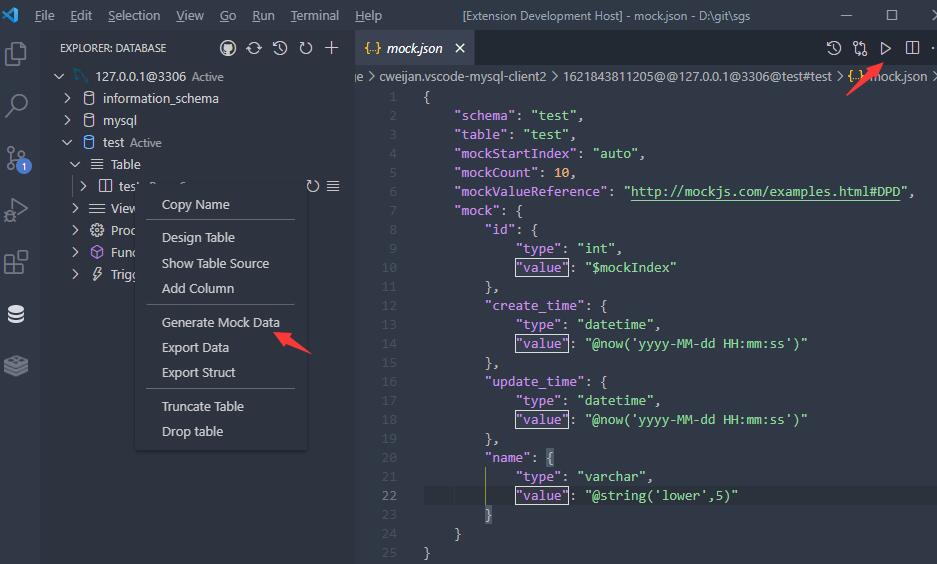 File Edit Selection View Go Run Terminal Help [Extension Development Host] - mock.json - D:\git\sgs
EXPLORER: DATABASE
{..} mock.json
127.0.0.1@3306 Active
ge > cweijan.vscode-mysql-client2 > 1621843811205@@127.0.0.1@3306@test#test > {..} mock.json
information_schema
mysql
test Active
Table
View
Copy Name
Design Table
Show Table Source
Add Column
Generate Mock Data
Export Data
Export Struct
Truncate Table
Drop table
1
1 {
2 "schema": "test",
3 "table": "test",
4 "mockStartIndex": "auto",
5 "mockCount": 10,
6 "mockValueReference": "http://mockjs.com/examples.html#DPD",
7 "mock": {
8 "id": {
9 "type": "int",
10 "value": "$mockIndex"
11 },
12 "create_time": {
13 "type": "datetime",
14 "value": "@now('yyyy-MM-dd HH:mm:ss')"
15 },
16 "update_time": {
17 "type": "datetime",
18 "value": "@now('yyyy-MM-dd HH:mm:ss')"
19 },
20 "name": {
21 "type": "varchar",
22 "value": "@string('lower',5)"
23 }
24 }
25 }